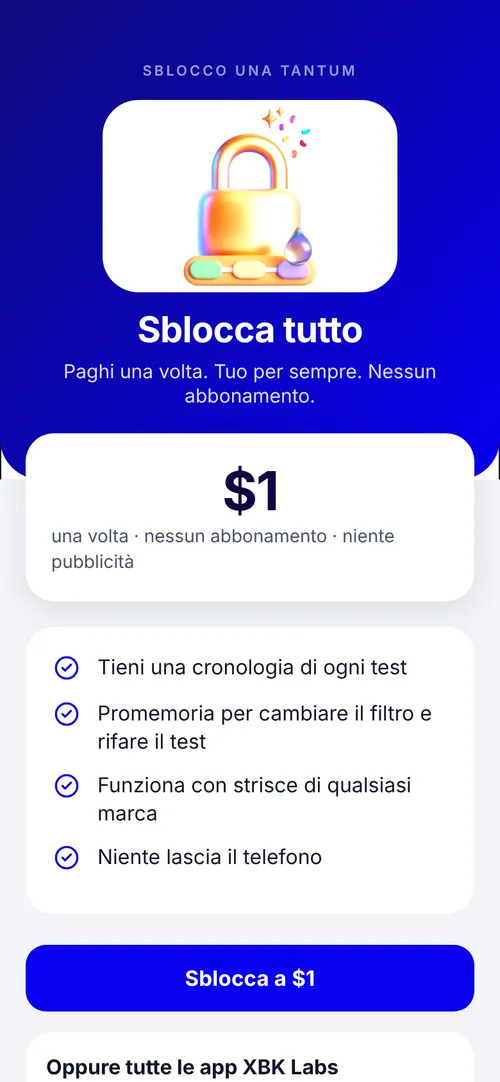 SBLOCCO UNA TANTUM
Sblocca tutto
Paghi una volta. Tuo per sempre. Nessun
abbonamento.
$1
una volta · nessun abbonamento · niente
pubblicità
Tieni una cronologia di ogni test
Promemoria per cambiare il filtro e
rifare il test
Funziona con strisce di qualsiasi
marca
Niente lascia il telefono
Sblocca a $1
Oppure tutte le app XBK Labs